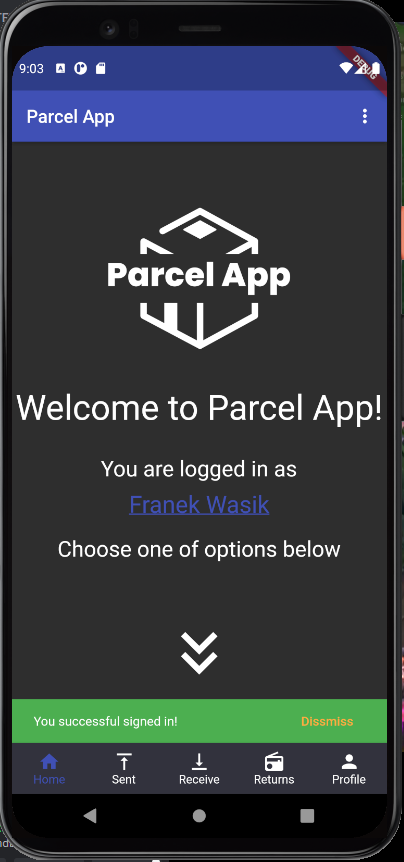 9:03
DEBUG
Parcel App
Parcel App
Welcome to Parcel App!
You are logged in as
Franek Wasik
Choose one of options below
You successful signed in!
Dissmiss
Home
Sent
Receive
Returns
Profile